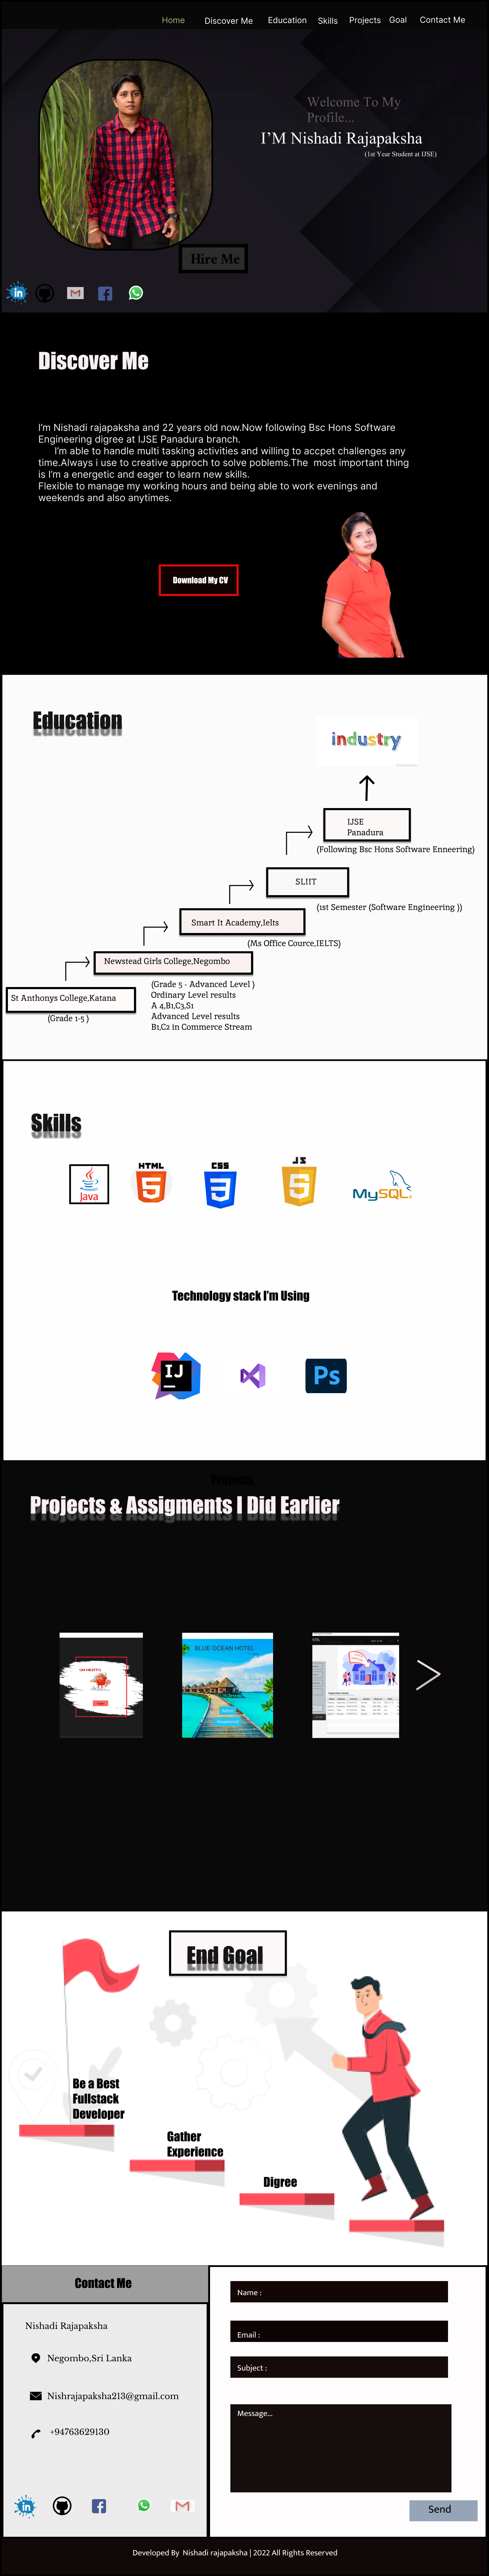 Home Discover Me Education Skills Projects Goal Contact Me
Welcome To My
Profile...
I'M Nishadi Rajapaksha
(1st Year Student at IJSE)
Hire Me
in
M
Discover Me
I'm Nishadi rajapaksha and 22 years old now.Now following Bsc Hons Software
Engineering digree at IJSE Panadura branch.
I'm able to handle multi tasking activities and willing to accpet challenges any
time.Always i use to creative approch to solve poblems.The most important thing
is I'm a energetic and eager to learn new skills.
Flexible to manage my working hours and being able to work evenings and
weekends and also anytimes.
Download My CV
Education
industry
IJSE
Panadura
(Following Bsc Hons Software Enneering)
SLIIT
(1st Semester (Software Engineering ))
Smart It Academy,Ielts
(Ms Office Cource,IELTS)
Newstead Girls College,Negombo
(Grade 5 - Advanced Level )
Ordinary Level results
A 4,B1,C3,S1
Advanced Level results
B1,C2 in Commerce Stream
St Anthonys College,Katana
(Grade 1-5 )
Skills
Java
HTML
5
CSS
3
JS
5
MySQL
Technology stack I'm Using
IJ
Ps
Projects
Projects & Assigments I Did Earlier
BLUE OCEAN HOTEL
End Goal
Be a Best
Fullstack
Developer
Gather
Experience
Digree
Contact Me
Nishadi Rajapaksha
Negombo,Sri Lanka
Nishrajapaksha213@gmail.com
+94763629130
in
M
Name :
Email :
Subject :
Message...
Send
Developed By Nishadi rajapaksha | 2022 All Rights Reserved